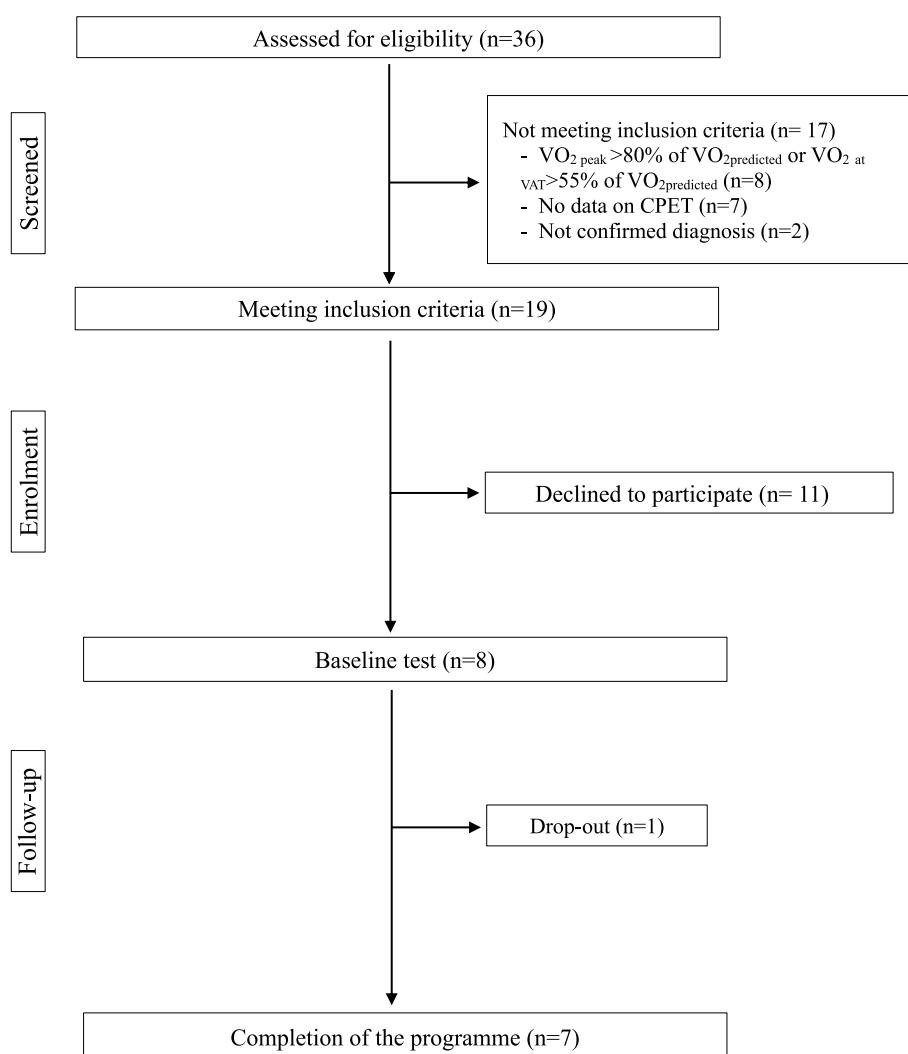 Assessed for eligibility (n=36)
Screened
Not meeting inclusion criteria (n= 17)
- VO2 peak >80% of VO2predicted or VO2 at
VAT>55% of VO2predicted (n=8)
- No data on CPET (n=7)
- Not confirmed diagnosis (n=2)
Meeting inclusion criteria (n=19)
Enrolment
Declined to participate (n= 11)
Baseline test (n=8)
Follow-up
Drop-out (n=1)
Completion of the programme (n=7)